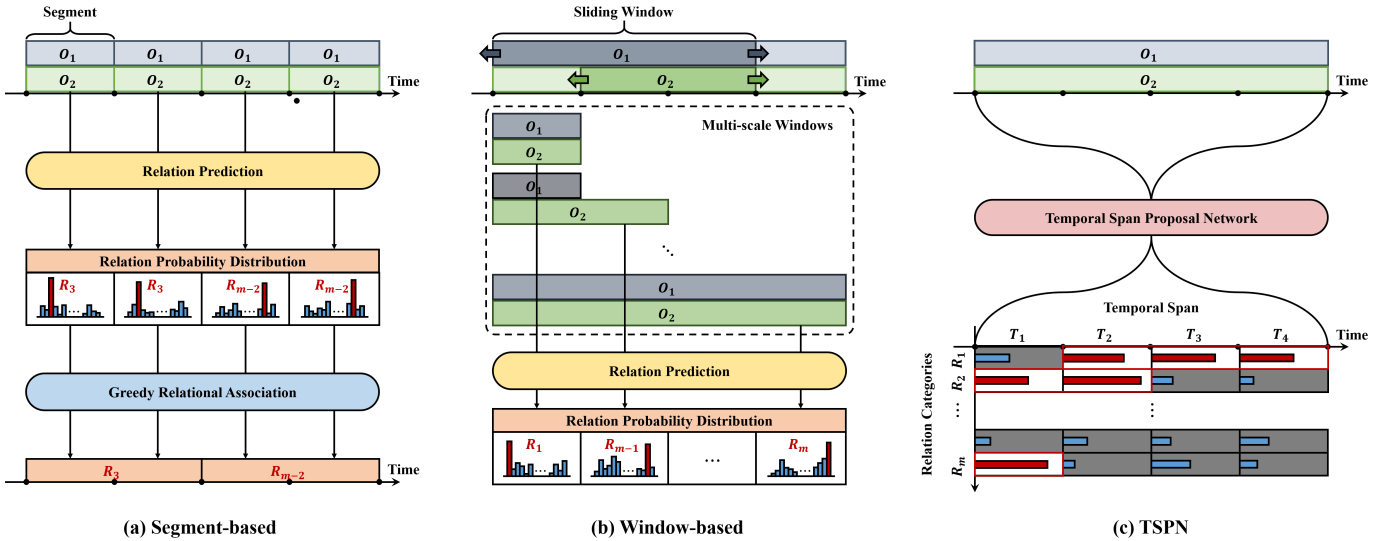 Segment
O₁ O₁ O₁ O₁
O₂ O₂ O₂ O₂
Time
Relation Prediction
Relation Probability Distribution
R₃ R₃ Rₘ₋₂ Rₘ₋₂
... ... ... ...
Greedy Relational Association
R₃ Rₘ₋₂
Time
(a) Segment-based
Sliding Window
O₁
O₂
Time
Multi-scale Windows
O₁
O₂
O₁
O₂
⋱
O₁
O₂
Relation Prediction
Relation Probability Distribution
R₁ Rₘ₋₁ ... Rₘ
... ... ...
(b) Window-based
O₁
O₂
Time
Temporal Span Proposal Network
Temporal Span
Time
T₁ T₂ T₃ T₄
Relation Categories
R₁
R₂
...
⋮
Rₘ
(c) TSPN